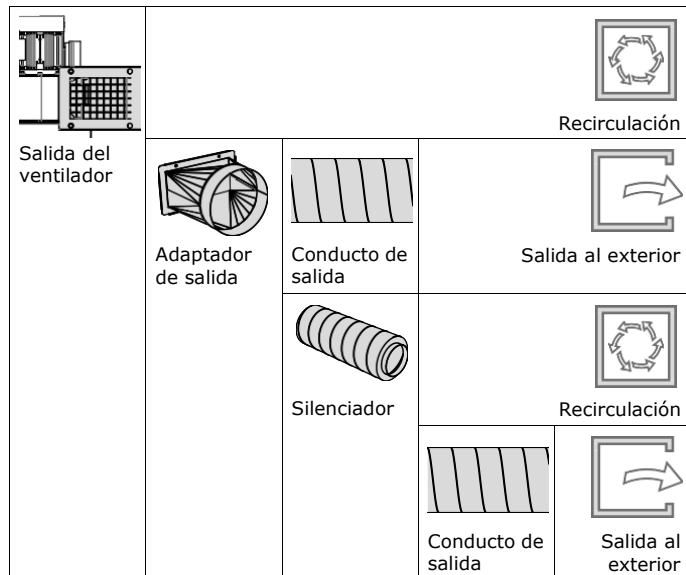 Recirculación
Salida del
ventilador
Adaptador
de salida
Conducto de
salida
Salida al exterior
Silenciador
Recirculación
Conducto de
salida
Salida al
exterior